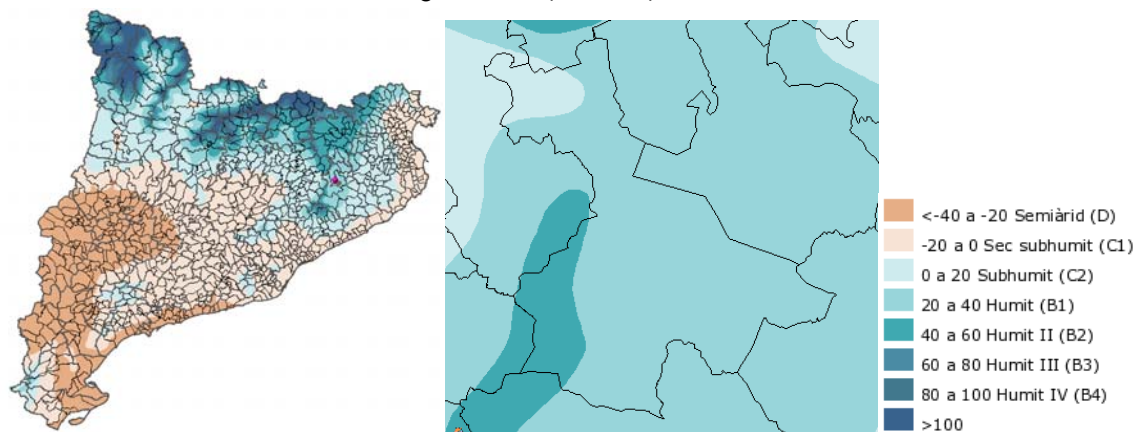 <-40 a -20 Semiàrid (D)
-20 a 0 Sec subhumit (C1)
0 a 20 Subhumit (C2)
20 a 40 Humit (B1)
40 a 60 Humit II (B2)
60 a 80 Humit III (B3)
80 a 100 Humit IV (B4)
>100